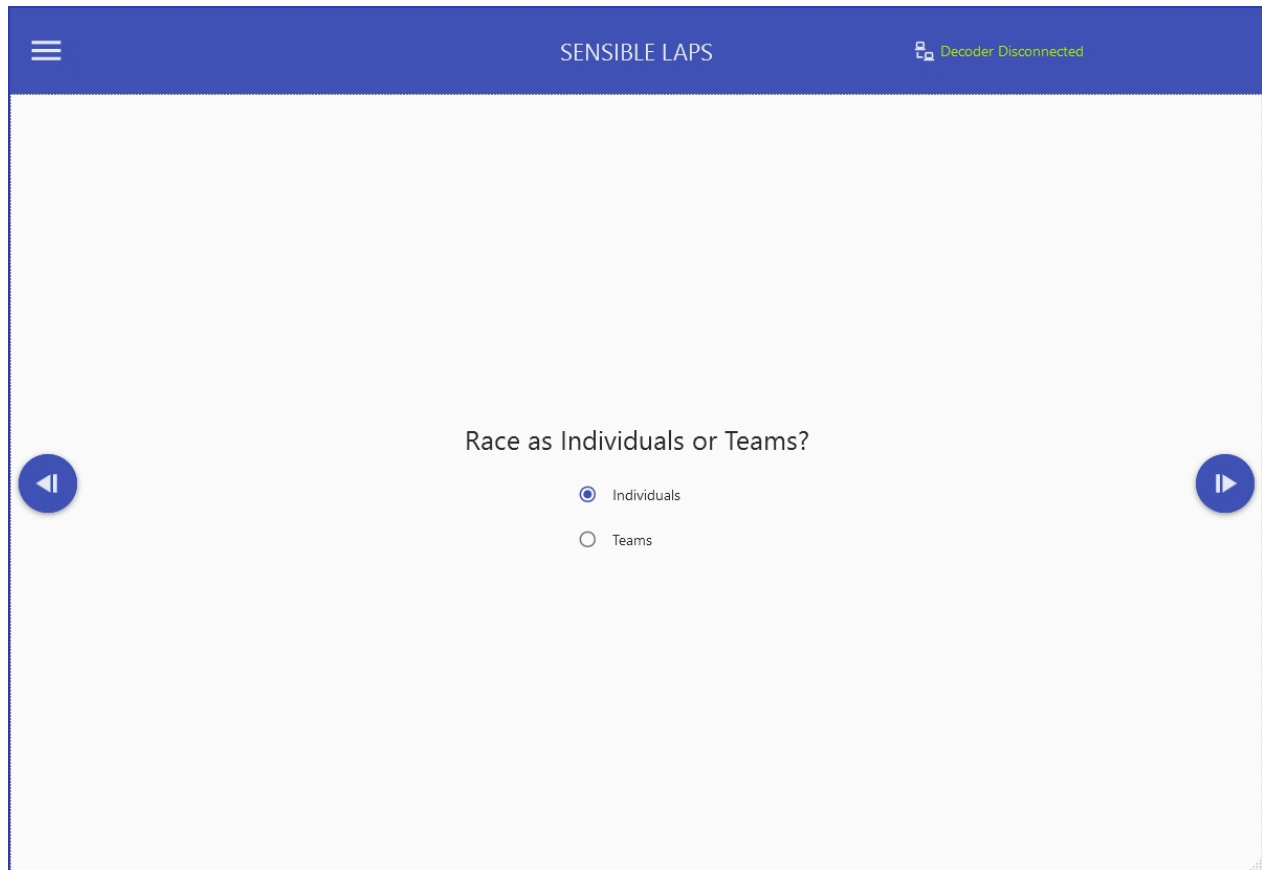 SENSIBLE LAPS
Decoder Disconnected
Race as Individuals or Teams?
Individuals
Teams